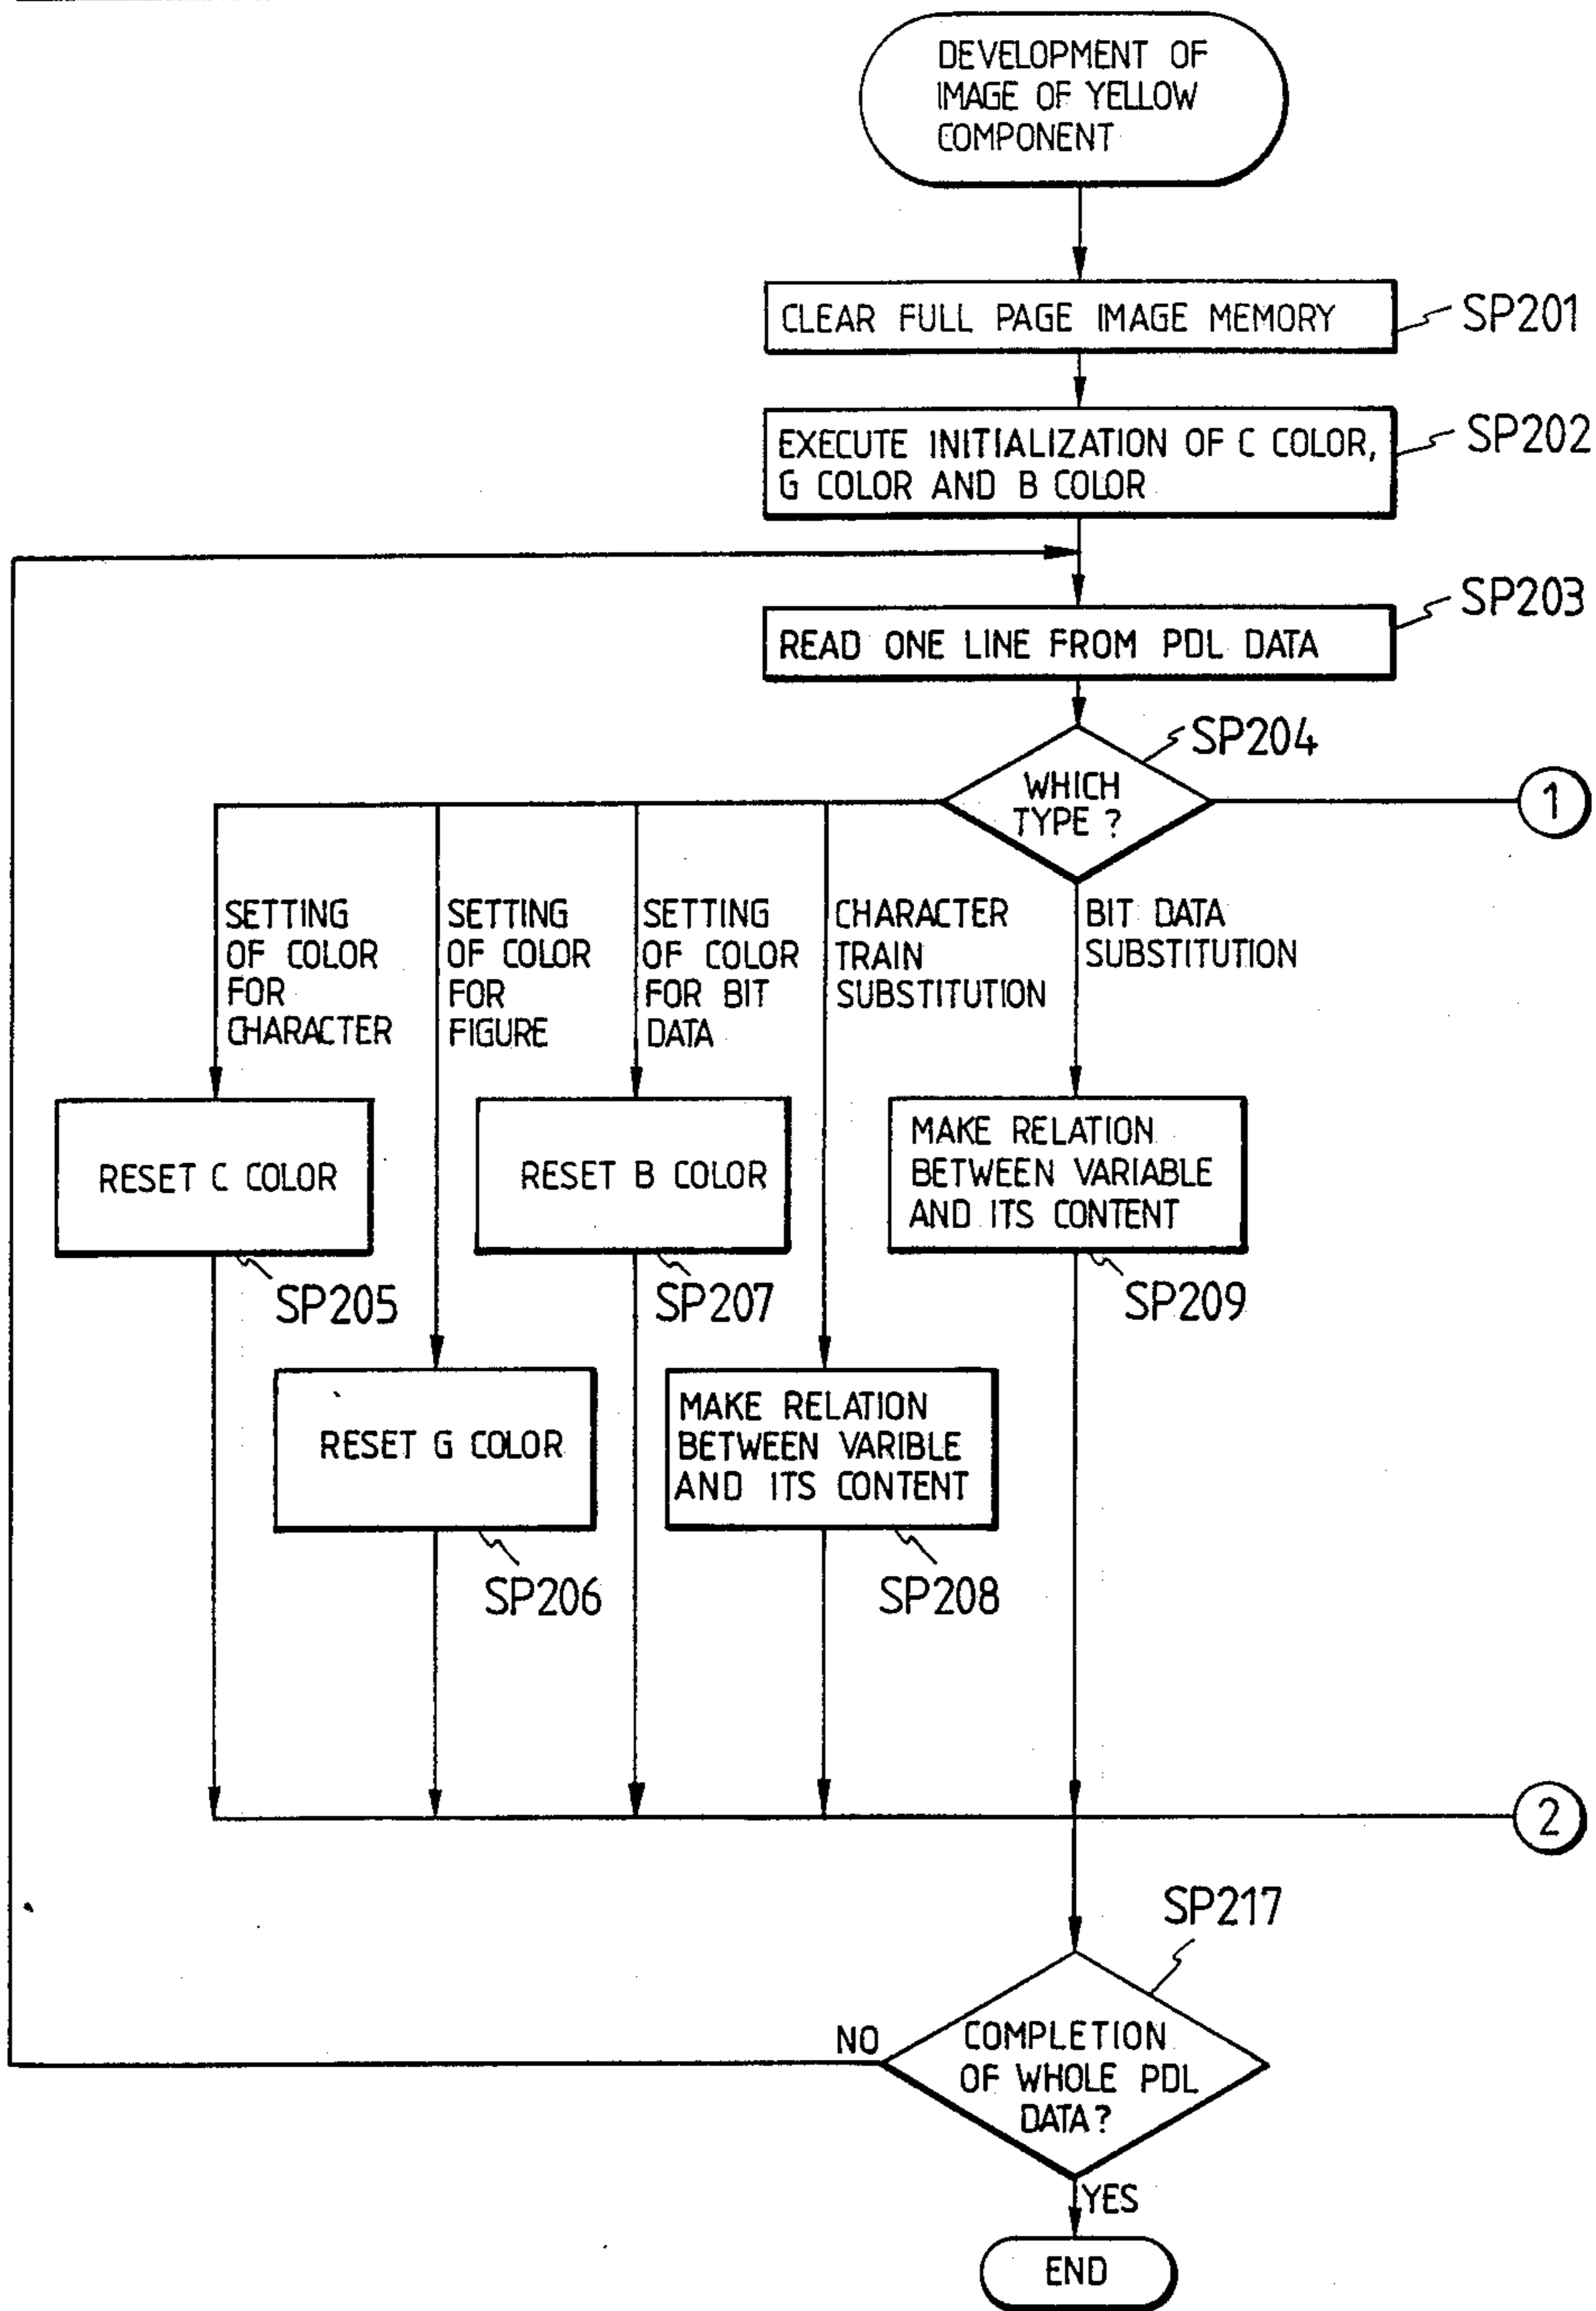 DEVELOPMENT OF
IMAGE OF YELLOW
COMPONENT
CLEAR FULL PAGE IMAGE MEMORY
SP201
EXECUTE INITIALIZATION OF C COLOR,
G COLOR AND B COLOR
SP202
READ ONE LINE FROM PDL DATA
SP203
WHICH
TYPE ?
SP204
1
SETTING
OF COLOR
FOR
CHARACTER
SETTING
OF COLOR
FOR
FIGURE
SETTING
OF COLOR
FOR BIT
DATA
CHARACTER
TRAIN
SUBSTITUTION
BIT DATA
SUBSTITUTION
RESET C COLOR
SP205
RESET B COLOR
SP207
MAKE RELATION
BETWEEN VARIABLE
AND ITS CONTENT
SP209
RESET G COLOR
SP206
MAKE RELATION
BETWEEN VARIBLE
AND ITS CONTENT
SP208
2
SP217
COMPLETION
OF WHOLE PDL
DATA?
NO
YES
END